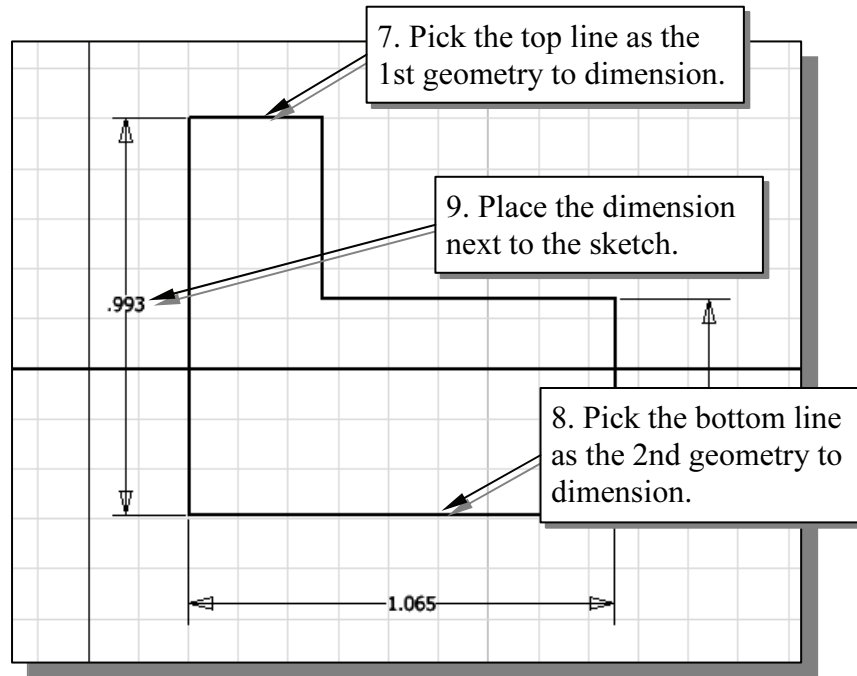 7. Pick the top line as the
1st geometry to dimension.
9. Place the dimension
next to the sketch.
.993
8. Pick the bottom line
as the 2nd geometry to
dimension.
1.065